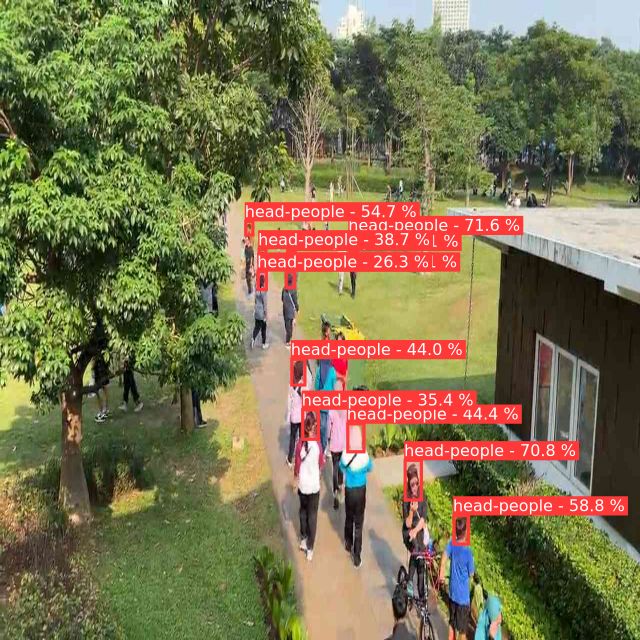 head-people - 54.7 %
head-people - 71.6 %
head-people - 38.7 %
%
head-people - 26.3 %
%
head-people - 44.0 %
head-people - 35.4 %
head-people - 44.4 %
head-people - 70.8 %
head-people - 58.8 %